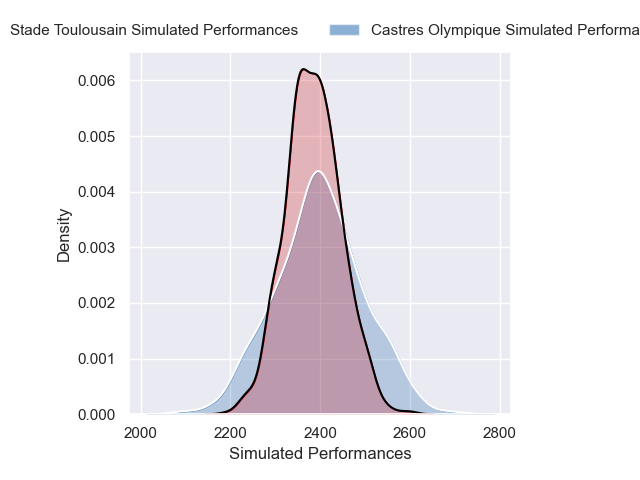 Stade Toulousain Simulated Performances
Castres Olympique Simulated Performa
0.006
0.005
0.004
0.003
0.002
0.001
0.000
Density
2000 2200 2400 2600 2800
Simulated Performances